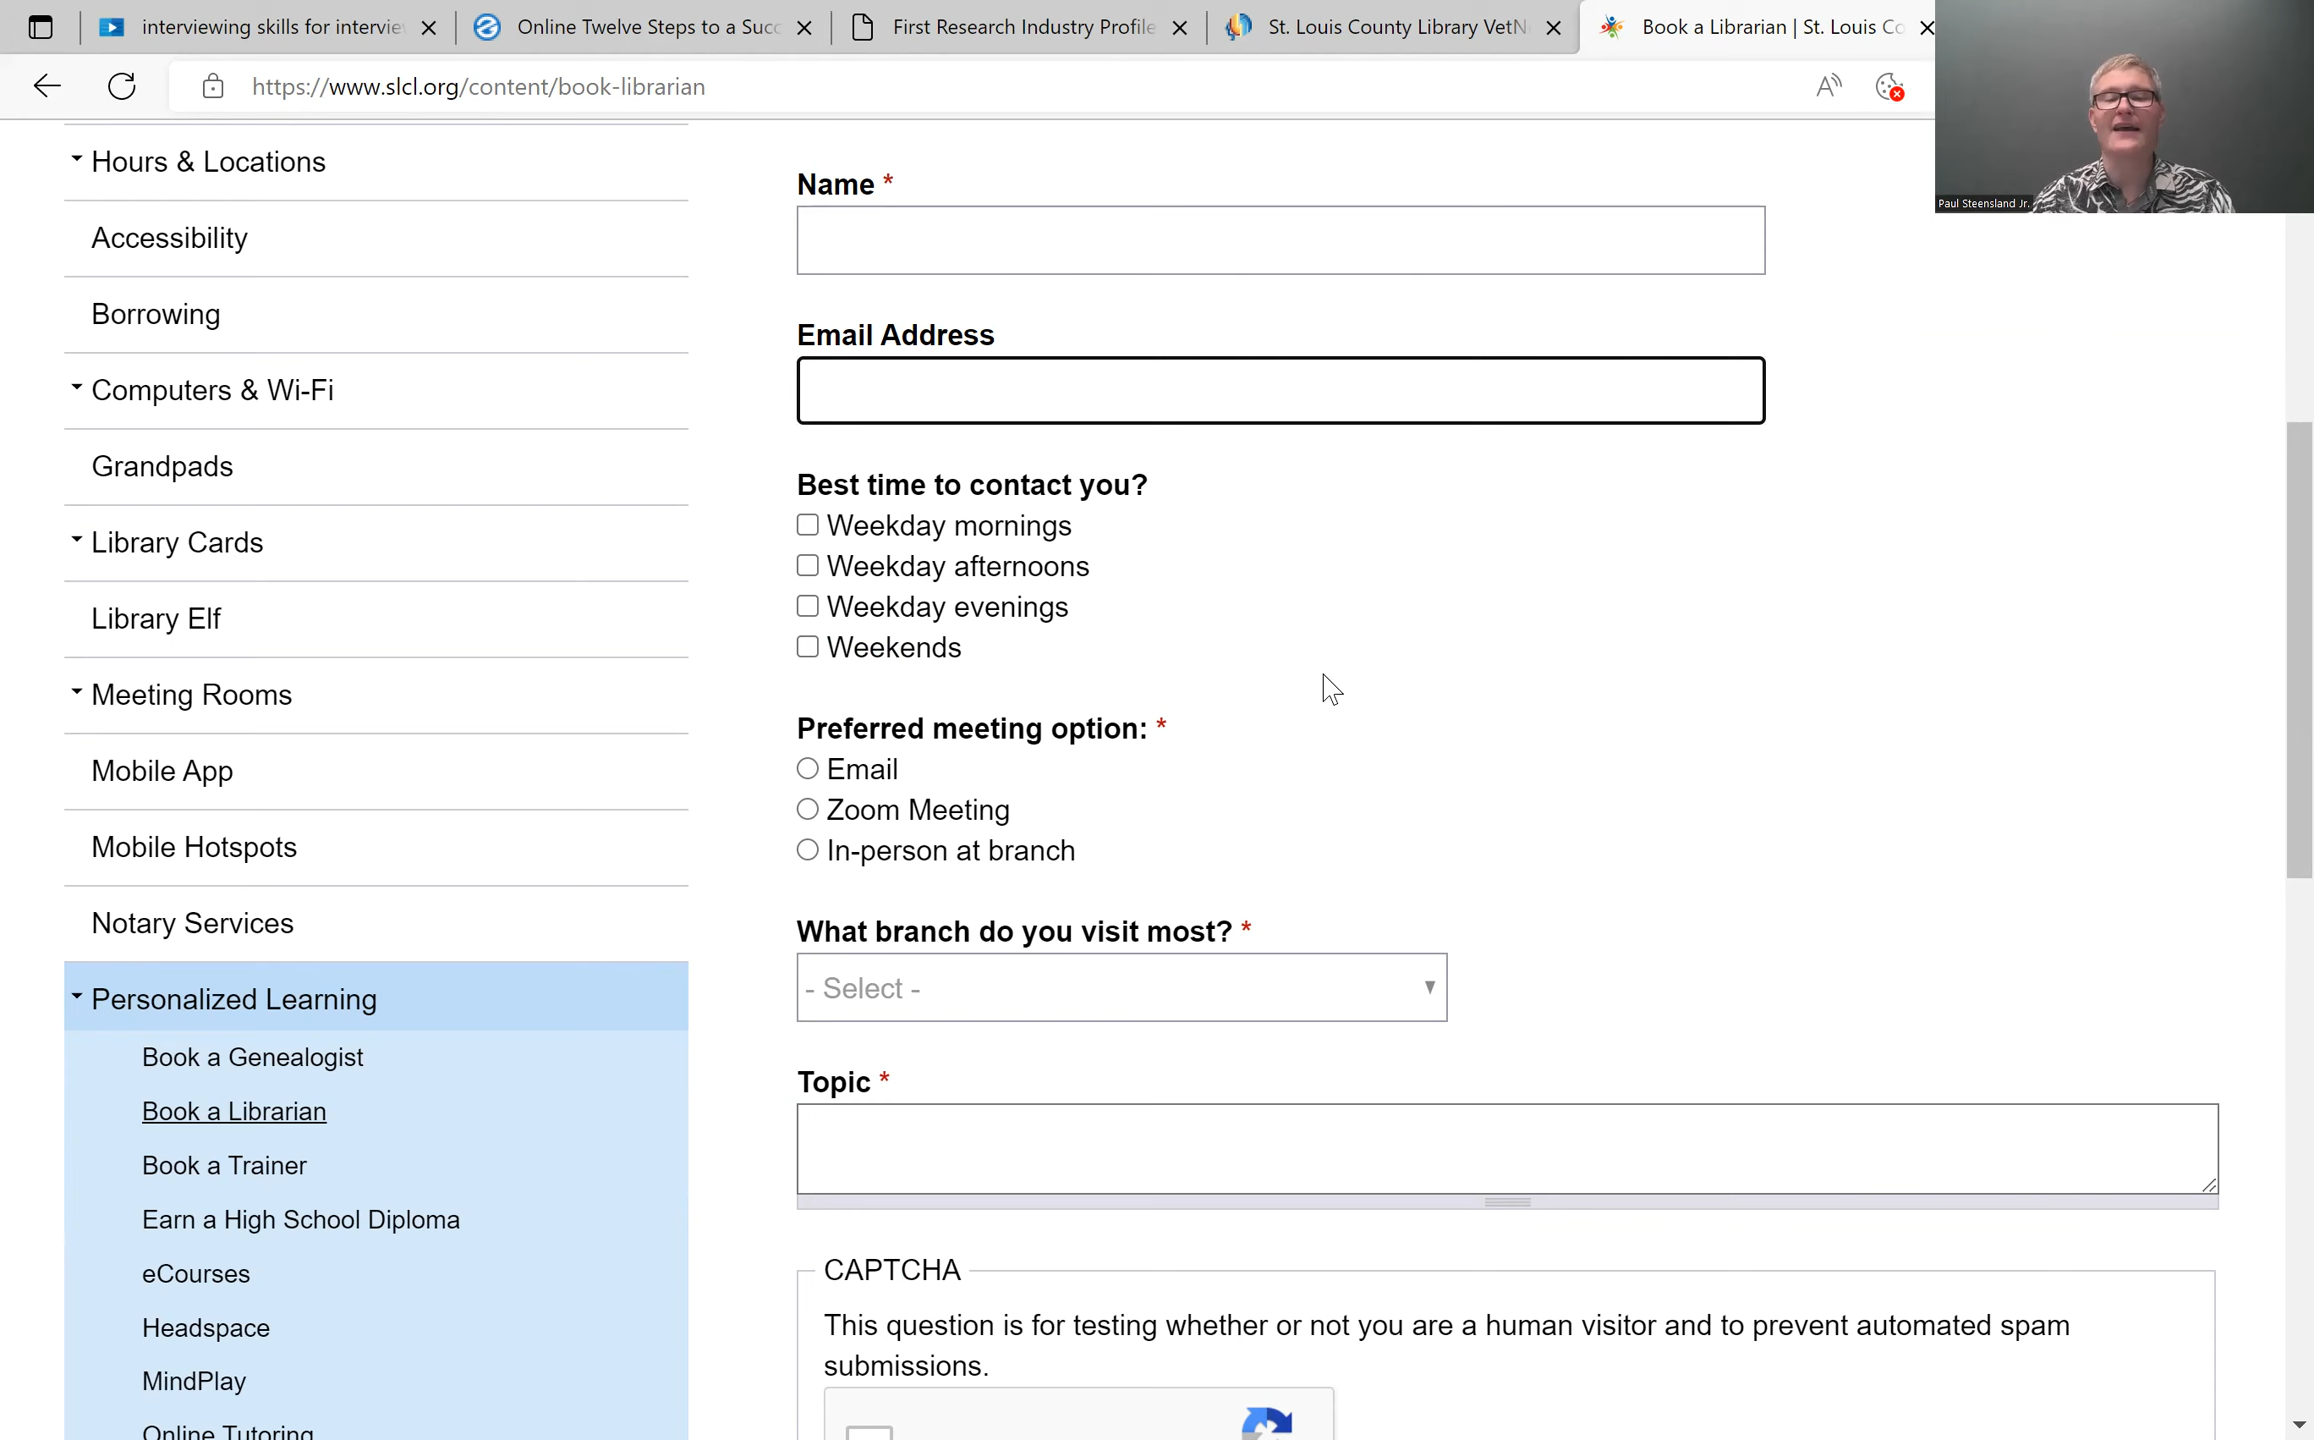 interviewing skills for intervie
Online Twelve Steps to a Succ
First Research Industry Profile
St. Louis County Library VetN
Book a Librarian | St. Louis Co
https://www.slcl.org/content/book-librarian
Paul Steensland Jr.
Hours & Locations
Accessibility
Borrowing
Computers & Wi-Fi
Grandpads
Library Cards
Library Elf
Meeting Rooms
Mobile App
Mobile Hotspots
Notary Services
Personalized Learning
Book a Genealogist
Book a Librarian
Book a Trainer
Earn a High School Diploma
eCourses
Headspace
MindPlay
Online Tutoring
Name *
Email Address
Best time to contact you?
Weekday mornings
Weekday afternoons
Weekday evenings
Weekends
Preferred meeting option: *
Email
Zoom Meeting
In-person at branch
What branch do you visit most? *
- Select -
Topic *
CAPTCHA
This question is for testing whether or not you are a human visitor and to prevent automated spam
submissions.